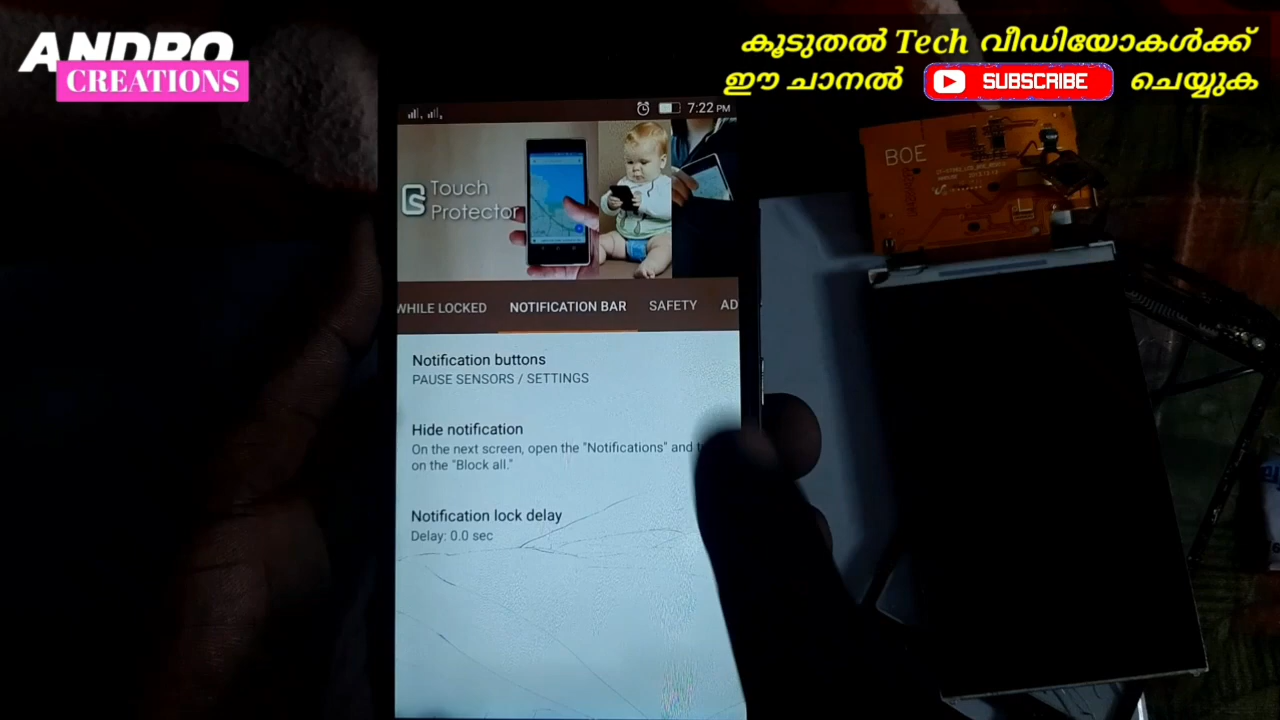 ANDRO
CREATIONS
കൂടുതൽ Tech വീഡിയോകൾക്ക്
ഈ ചാനൽ SUBSCRIBE ചെയ്യുക
7:22 PM
BOE
Touch
Protector
WHILE LOCKED NOTIFICATION BAR SAFETY AD
Notification buttons
PAUSE SENSORS / SETTINGS
Hide notification
On the next screen, open the "Notifications" and
on the "Block all."
Notification lock delay
Delay: 0.0 sec